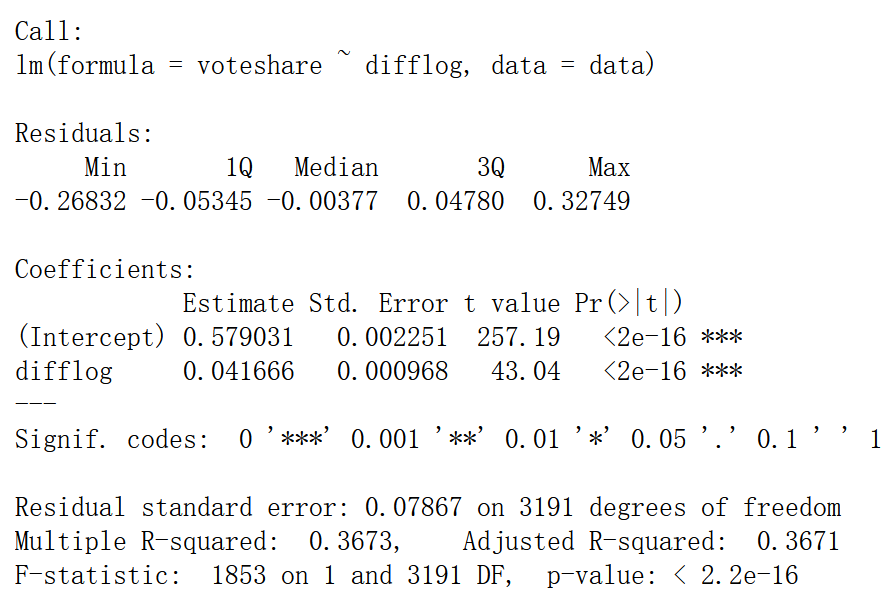 Call:
lm(formula = voteshare ~ difflog, data = data)
Residuals:
     Min       1Q   Median       3Q      Max
-0.26832 -0.05345 -0.00377  0.04780  0.32749
Coefficients:
            Estimate Std. Error t value Pr(>|t|)
(Intercept) 0.579031   0.002251  257.19   <2e-16 ***
difflog     0.041666   0.000968   43.04   <2e-16 ***
---
Signif. codes:  0 '***' 0.001 '**' 0.01 '*' 0.05 '.' 0.1 ' ' 1
Residual standard error: 0.07867 on 3191 degrees of freedom
Multiple R-squared:  0.3673,    Adjusted R-squared:  0.3671
F-statistic:  1853 on 1 and 3191 DF,  p-value: < 2.2e-16